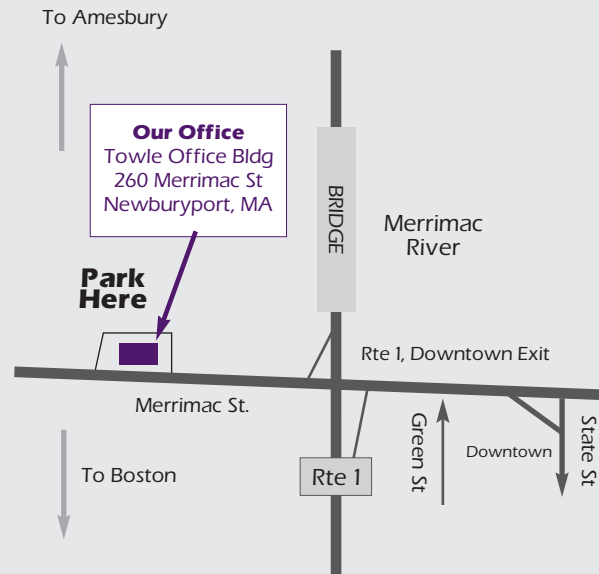 To Amesbury
Our Office
Towle Office Bldg
260 Merrimac St
Newburyport, MA
BRIDGE
Merrimac
River
Park
Here
Rte 1, Downtown Exit
Merrimac St.
Green St
Downtown
State St
To Boston
Rte 1